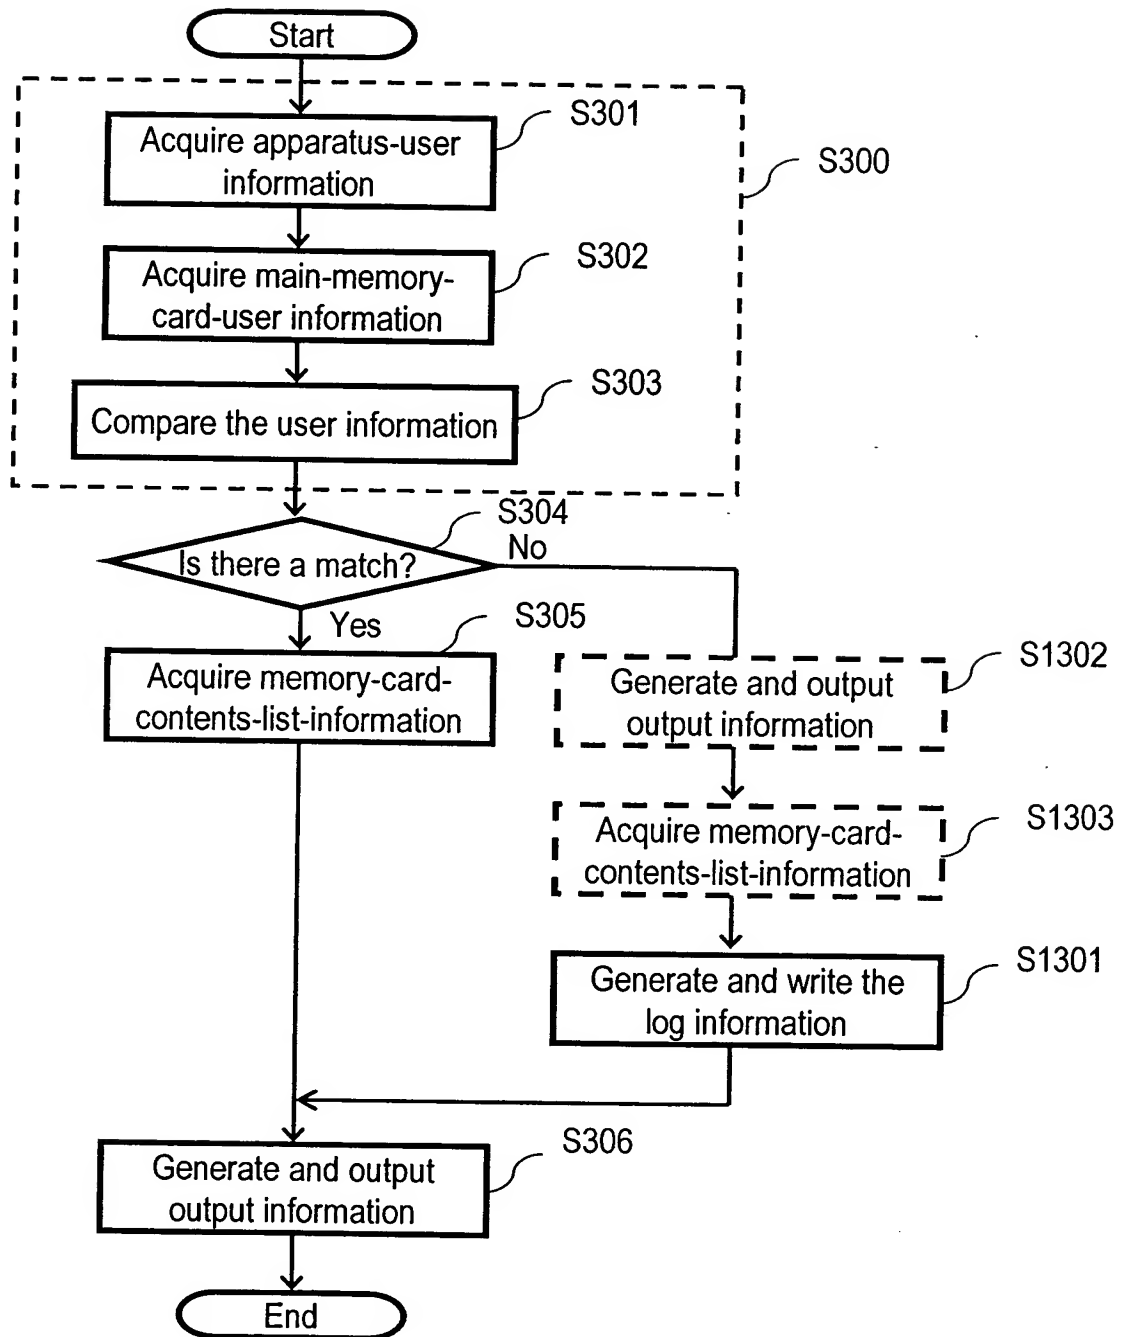 Start
S301
Acquire apparatus-user
information
S300
S302
Acquire main-memory-
card-user information
S303
Compare the user information
S304
Is there a match?
No
Yes
S305
Acquire memory-card-
contents-list-information
S1302
Generate and output
output information
S1303
Acquire memory-card-
contents-list-information
S1301
Generate and write the
log information
S306
Generate and output
output information
End